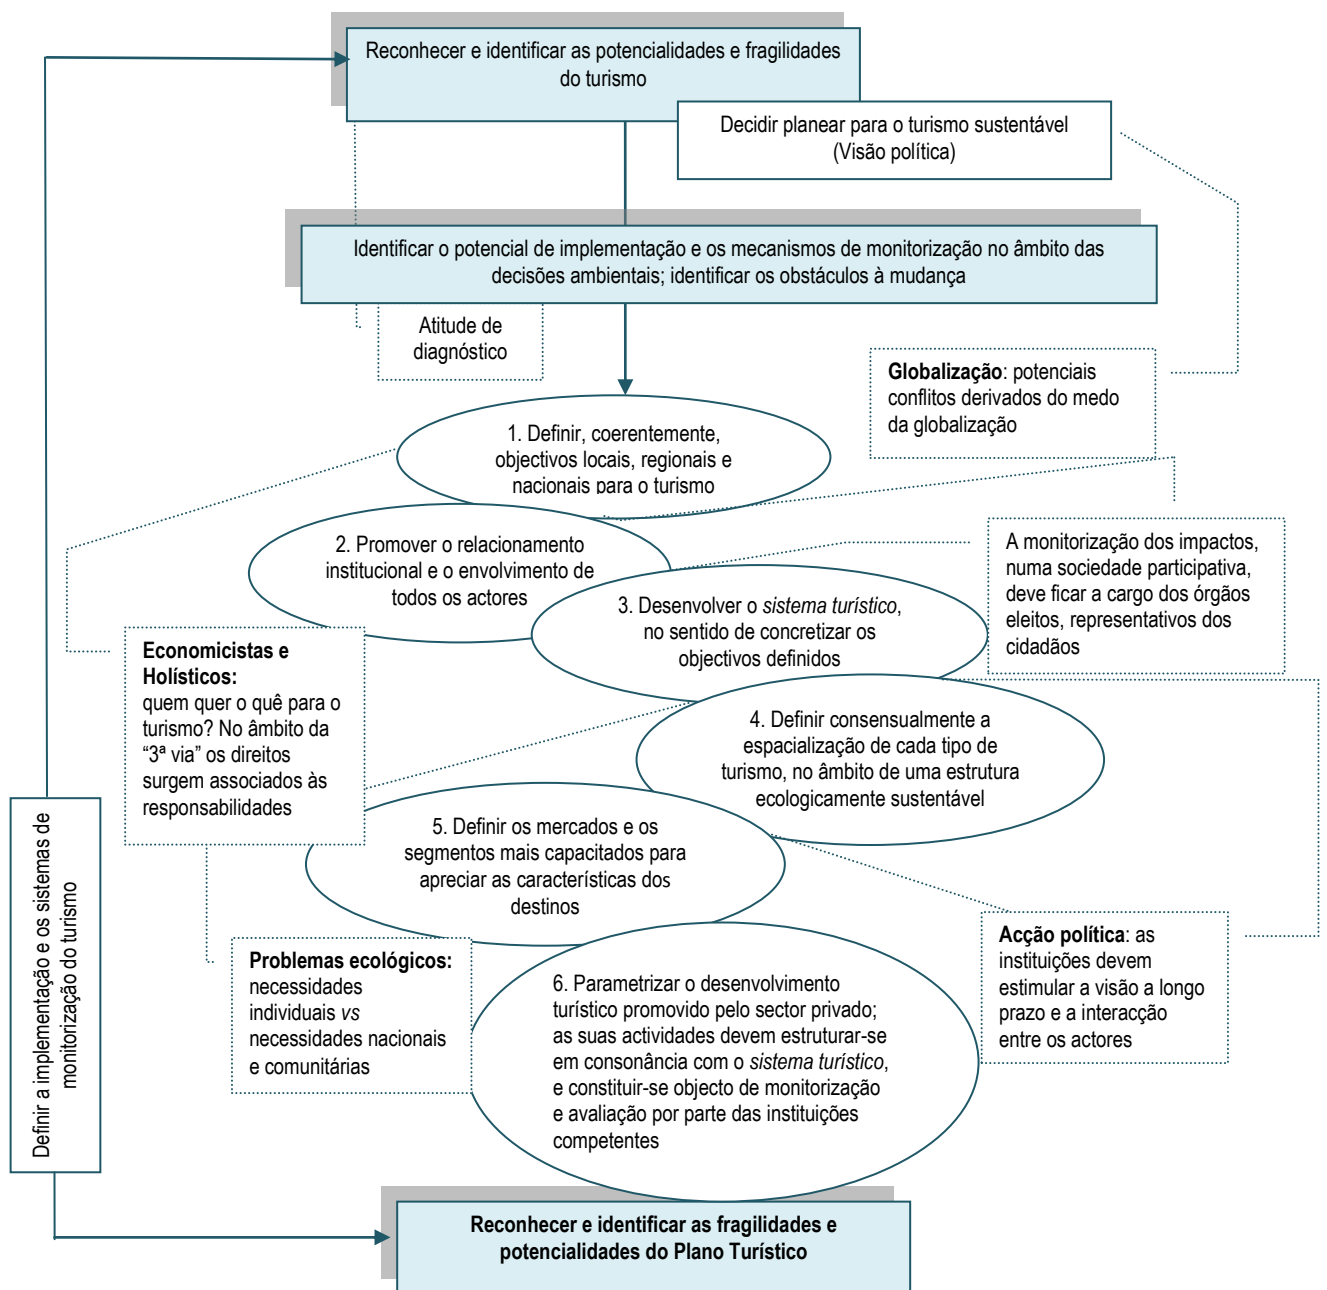 Reconhecer e identificar as potencialidades e fragilidades
do turismo
Decidir planear para o turismo sustentável
(Visão política)
Identificar o potencial de implementação e os mecanismos de monitorização no âmbito das
decisões ambientais; identificar os obstáculos à mudança
Atitude de
diagnóstico
Globalização: potenciais
conflitos derivados do medo
da globalização
1. Definir, coerentemente,
objectivos locais, regionais e
nacionais para o turismo
2. Promover o relacionamento
institucional e o envolvimento de
todos os actores
A monitorização dos impactos,
numa sociedade participativa,
deve ficar a cargo dos órgãos
eleitos, representativos dos
cidadãos
3. Desenvolver o sistema turístico,
no sentido de concretizar os
objectivos definidos
Economicistas e
Holísticos:
quem quer o quê para o
turismo? No âmbito da
“3ª via” os direitos
surgem associados às
responsabilidades
4. Definir consensualmente a
espacialização de cada tipo de
turismo, no âmbito de uma estrutura
ecologicamente sustentável
5. Definir os mercados e os
segmentos mais capacitados para
apreciar as características dos
destinos
Definir a implementação e os sistemas de
monitorização do turismo
Problemas ecológicos:
necessidades
individuais vs
necessidades nacionais
e comunitárias
Acção política: as
instituições devem
estimular a visão a longo
prazo e a interacção
entre os actores
6. Parametrizar o desenvolvimento
turístico promovido pelo sector privado;
as suas actividades devem estruturar-se
em consonância com o sistema turístico,
e constituir-se objecto de monitorização
e avaliação por parte das instituições
competentes
Reconhecer e identificar as fragilidades e
potencialidades do Plano Turístico